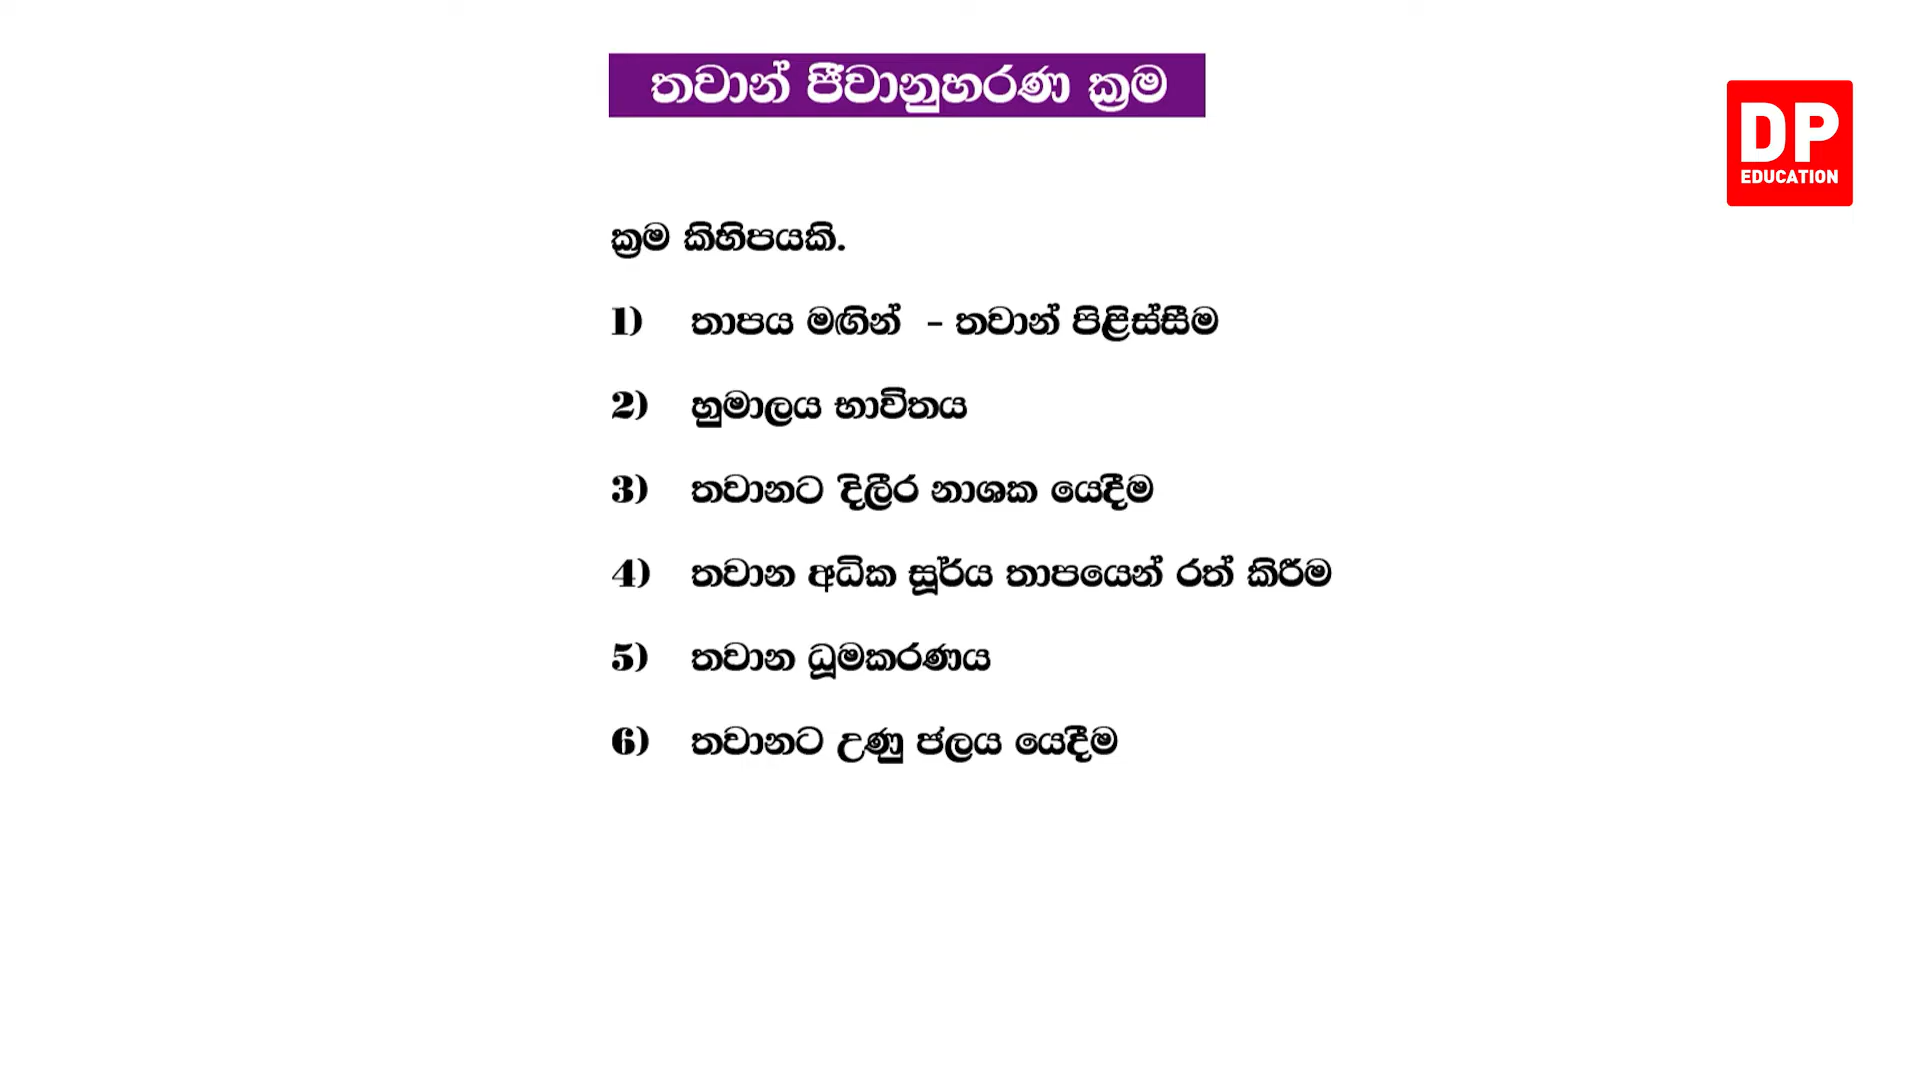 තවාන් ජීවානුහරණ ක්‍රම
DP
EDUCATION
ක්‍රම කිහිපයකි.
1) තාපය මඟින් - තවාන් පිළිස්සීම
2) හුමාලය භාවිතය
3) තවානට දිලීර නාශක යෙදීම
4) තවාන අධික සූර්ය තාපයෙන් රත් කිරීම
5) තවාන ධූමකරණය
6) තවානට උණු ජලය යෙදීම